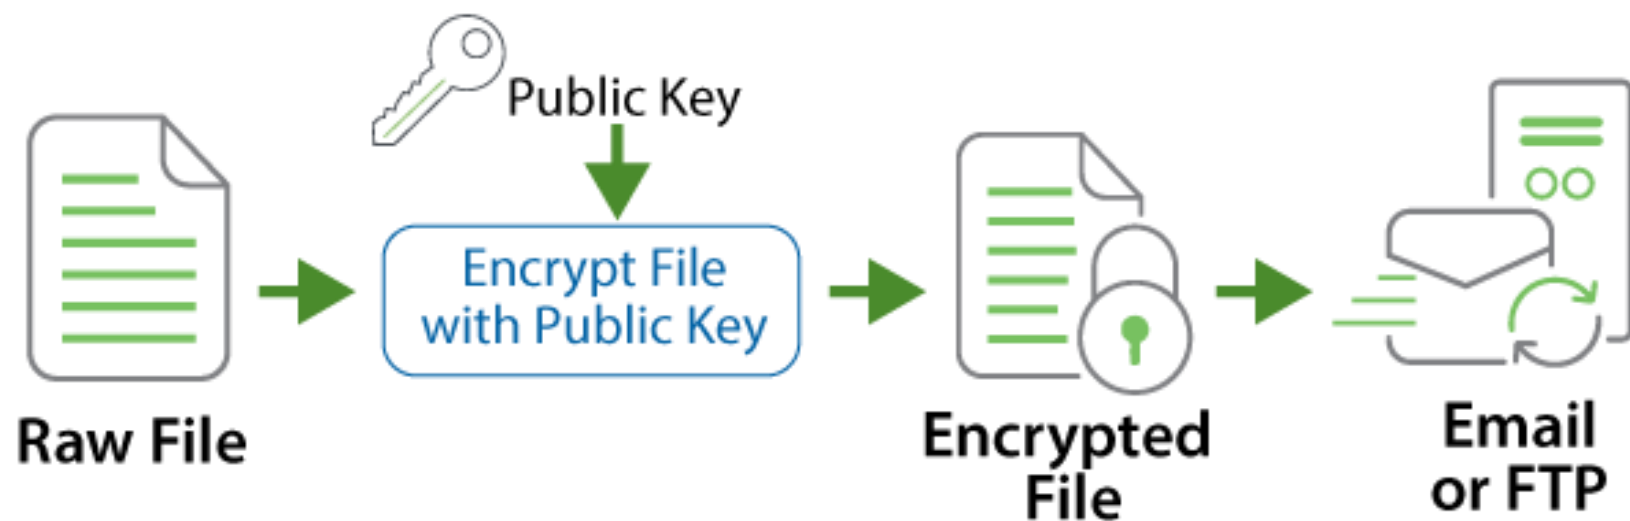 Public Key
Encrypt File
with Public Key
Raw File
Encrypted
File
Email
or FTP